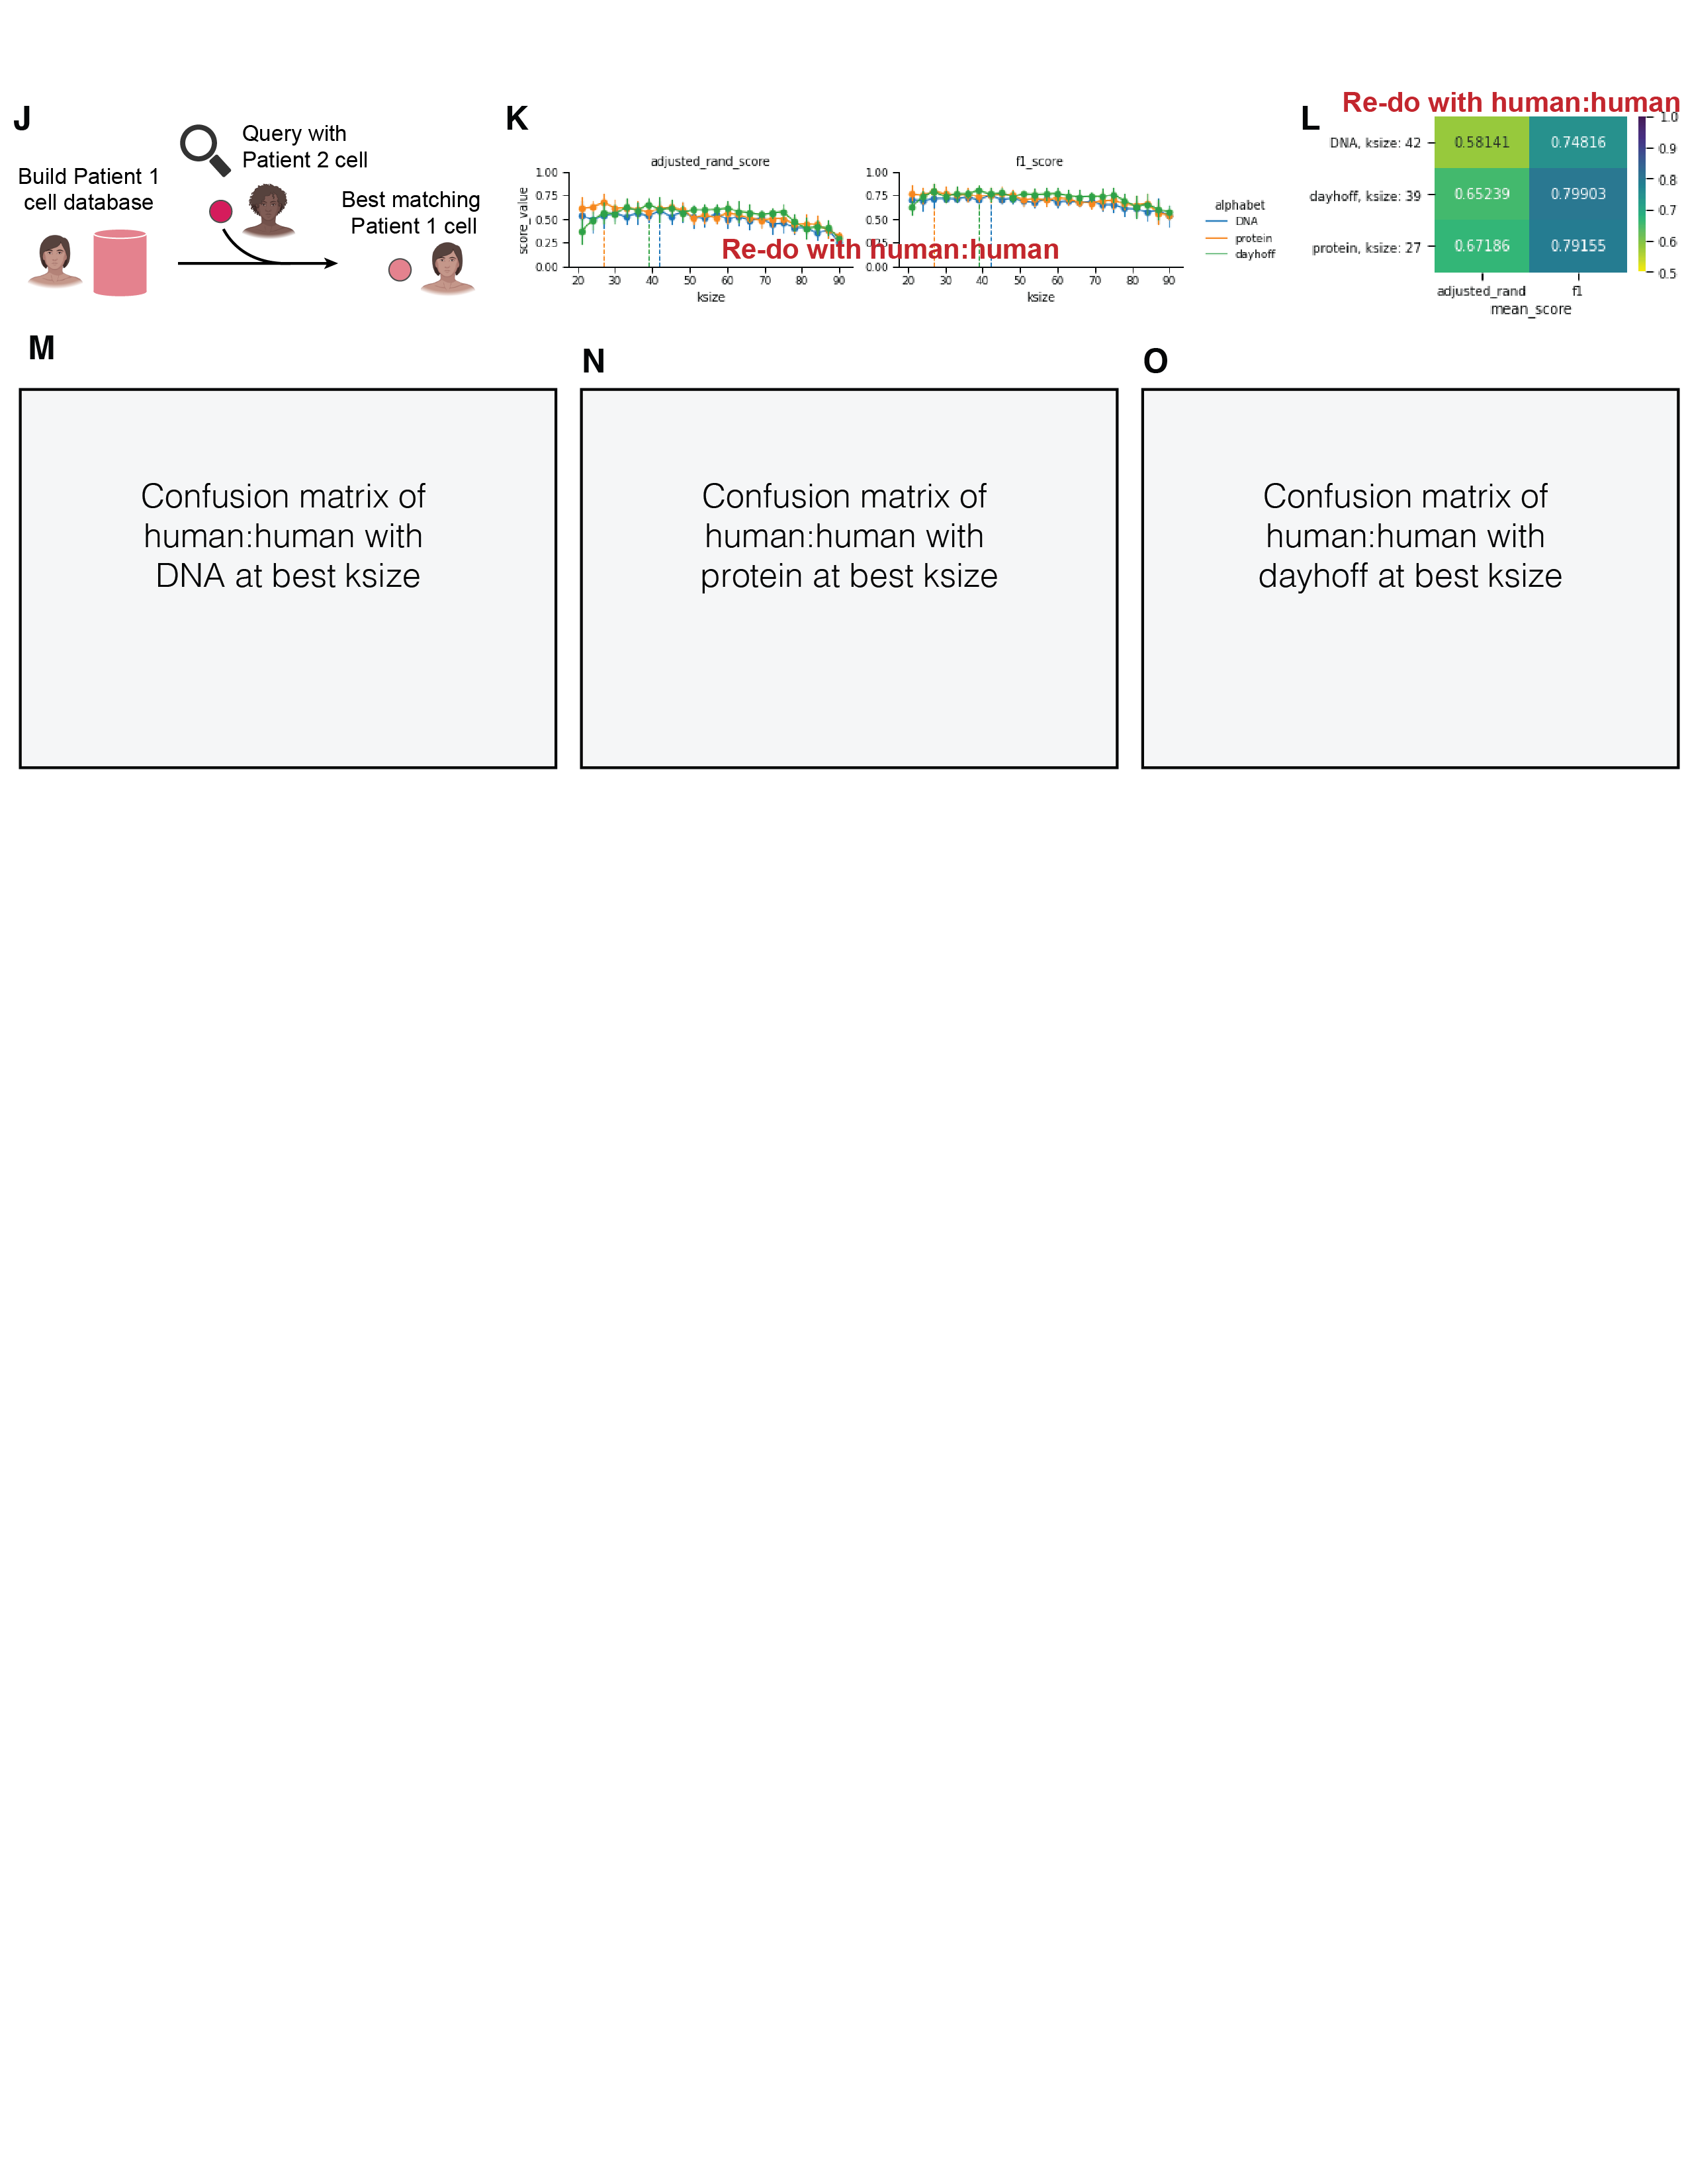 J
Build Patient 1
cell database
Query with
Patient 2 cell
Best matching
Patient 1 cell
K
adjusted_rand_score
score_value
1.00
0.75
0.50
0.25
0.00
20 30 40 50 60 70 80 90
ksize
f1_score
1.00
0.75
0.50
0.25
0.00
20 30 40 50 60 70 80 90
ksize
Re-do with human:human
alphabet
DNA
protein
dayhoff
L
Re-do with human:human
DNA, ksize: 42 0.58141 0.74816
dayhoff, ksize: 39 0.65239 0.79903
protein, ksize: 27 0.67186 0.79155
adjusted_rand f1
mean_score
1.0
0.9
0.8
0.7
0.6
0.5
M
Confusion matrix of
human:human with
DNA at best ksize
N
Confusion matrix of
human:human with
protein at best ksize
O
Confusion matrix of
human:human with
dayhoff at best ksize